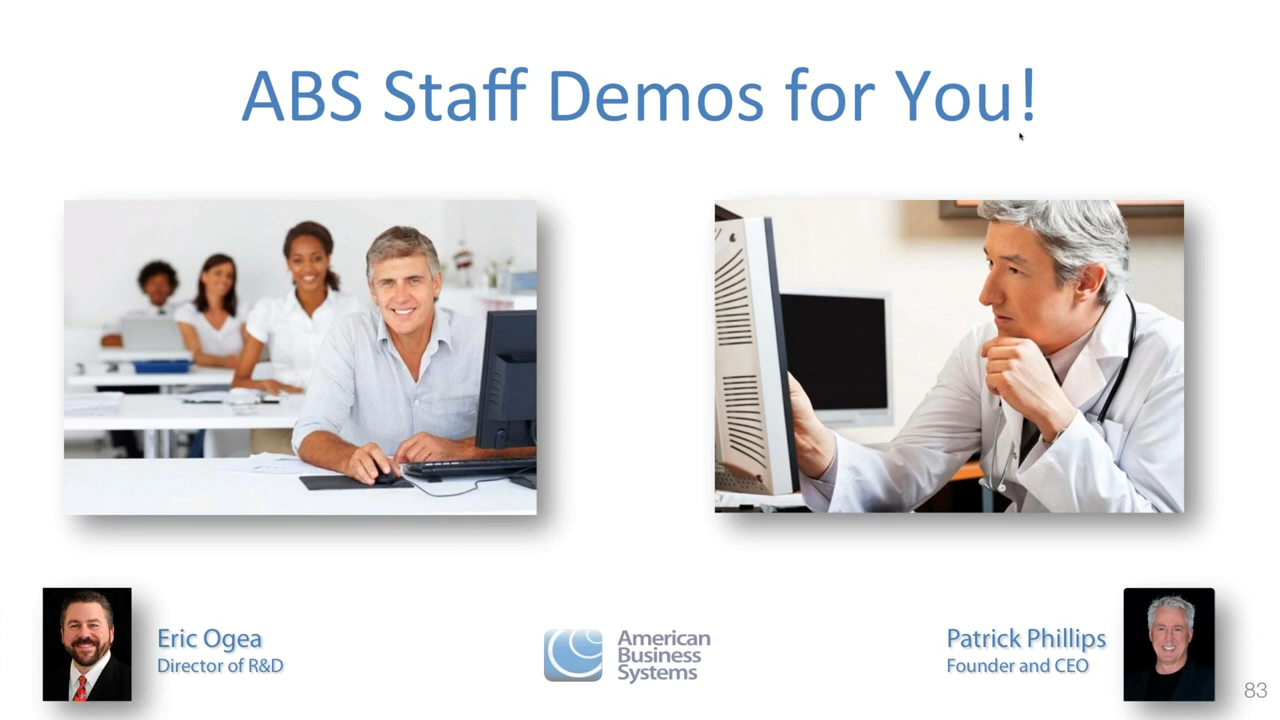 ABS Staff Demos for You!
Eric Ogea
Director of R&D
American
Business
Systems
Patrick Phillips
Founder and CEO
83